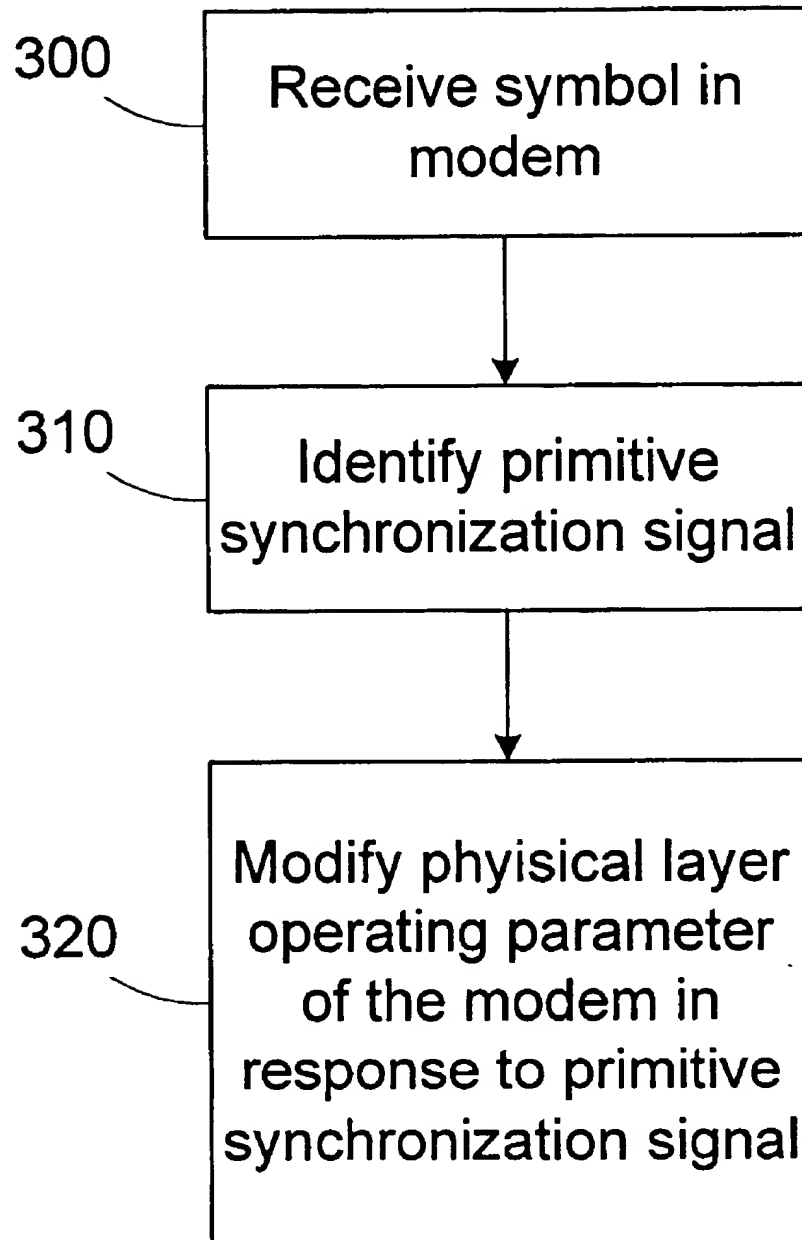 300
Receive symbol in
modem
310
Identify primitive
synchronization signal
320
Modify phyisical layer
operating parameter
of the modem in
response to primitive
synchronization signal